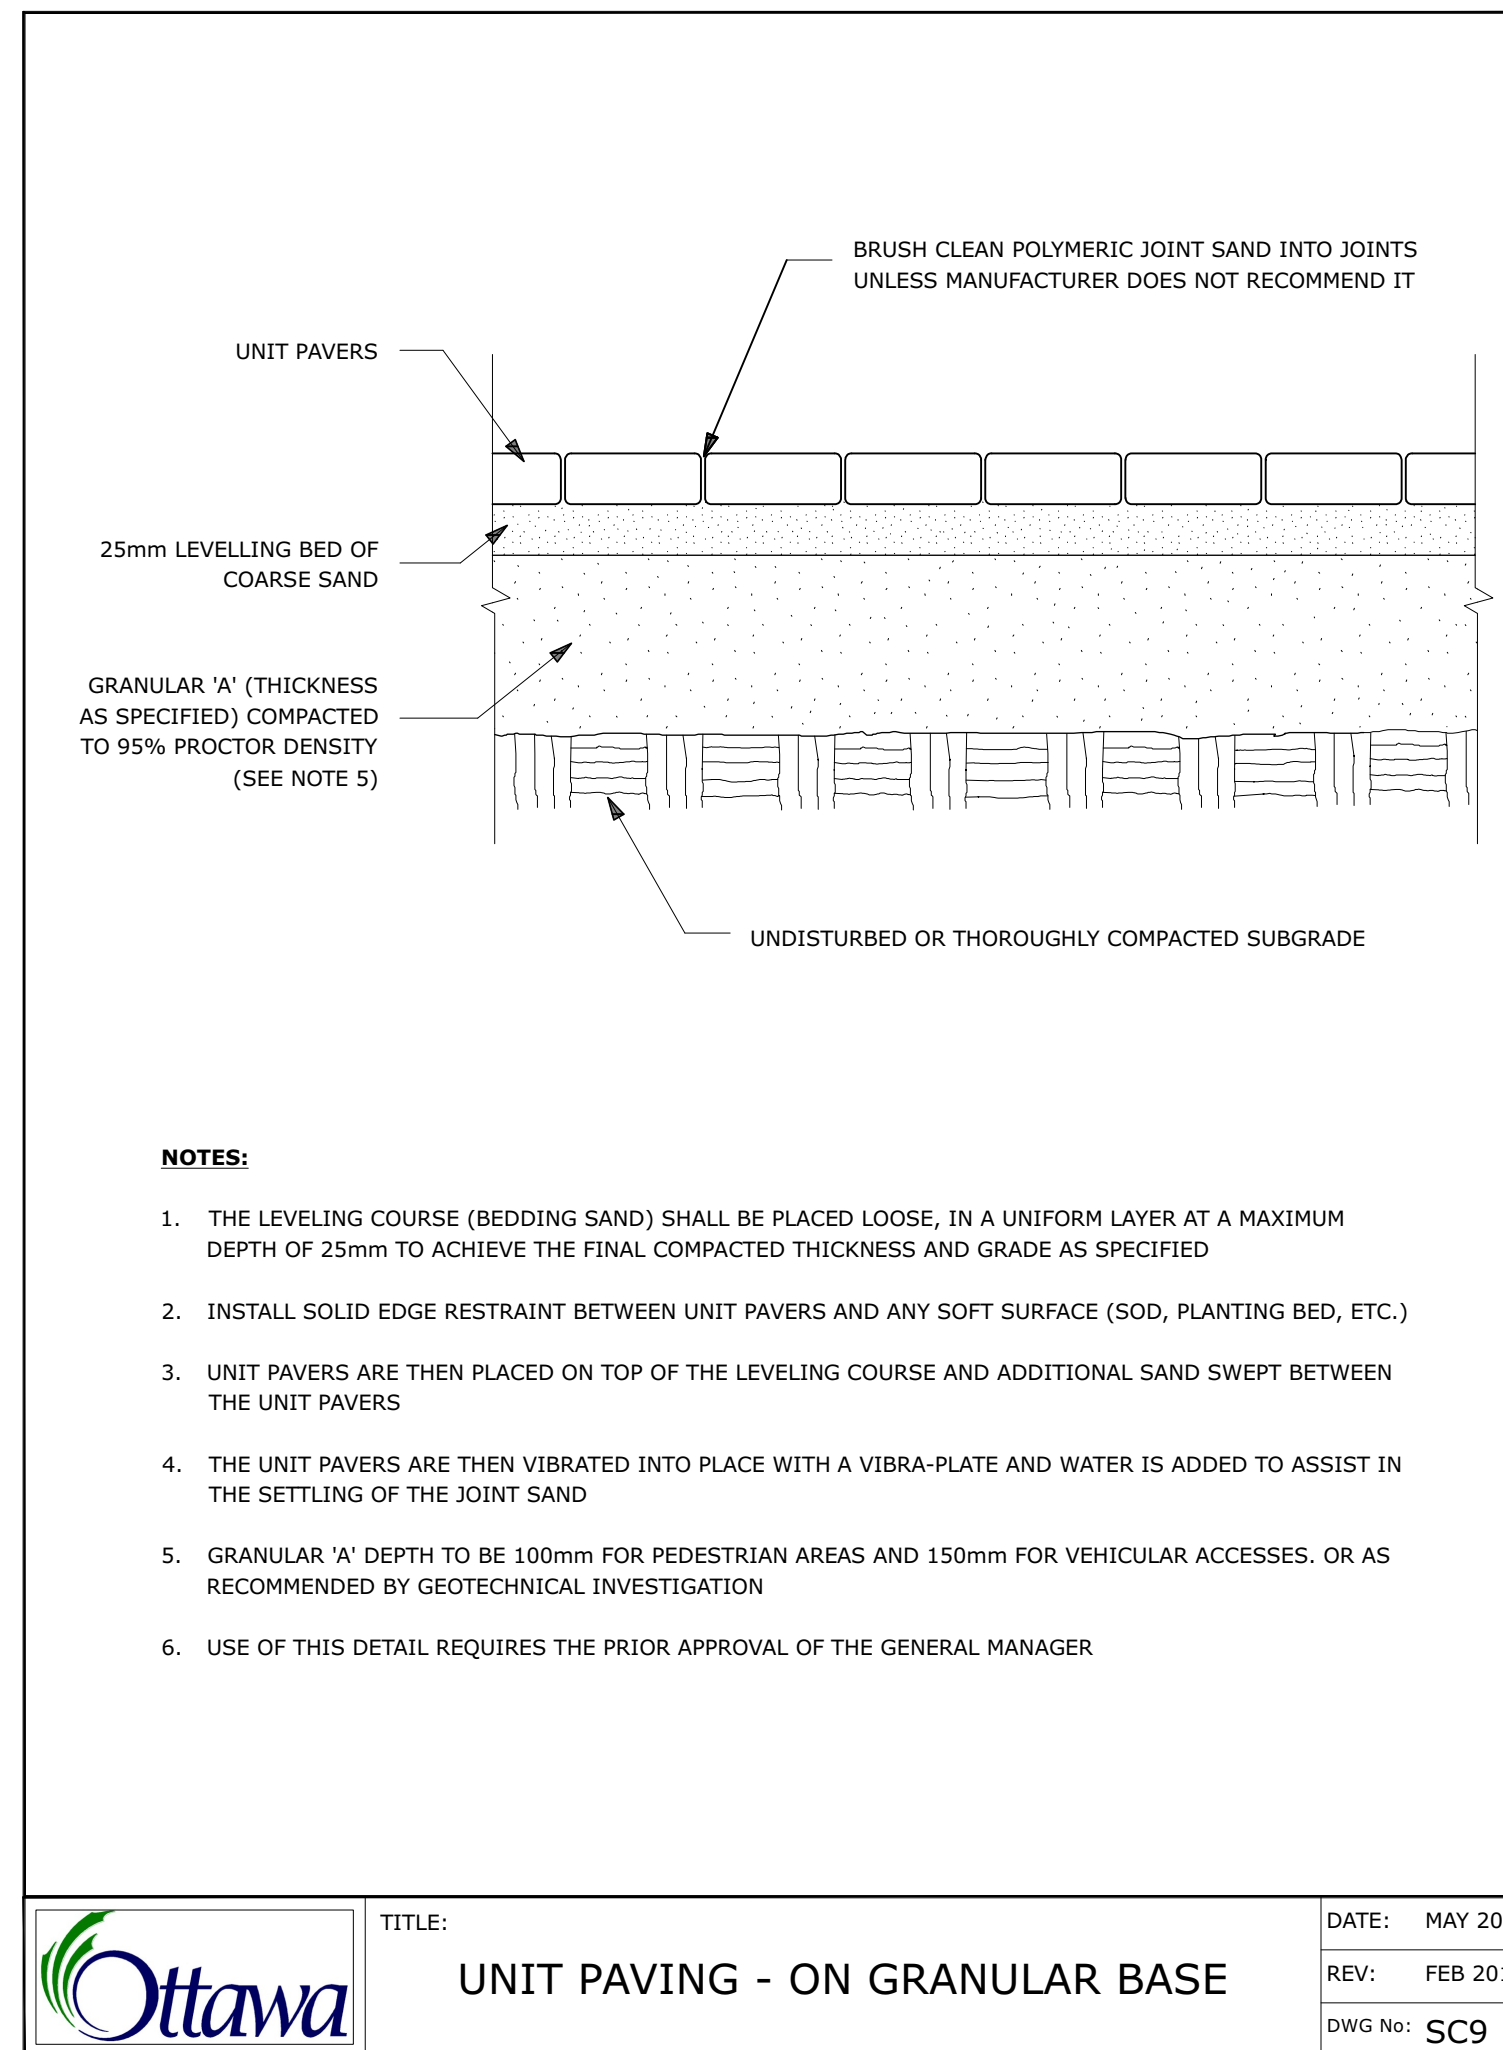 BRUSH CLEAN POLYMERIC JOINT SAND INTO JOINTS
UNLESS MANUFACTURER DOES NOT RECOMMEND IT
UNIT PAVERS
25mm LEVELLING BED OF
COARSE SAND
GRANULAR 'A' (THICKNESS
AS SPECIFIED) COMPACTED
TO 95% PROCTOR DENSITY
(SEE NOTE 5)
UNDISTURBED OR THOROUGHLY COMPACTED SUBGRADE
NOTES:
1. THE LEVELING COURSE (BEDDING SAND) SHALL BE PLACED LOOSE, IN A UNIFORM LAYER AT A MAXIMUM
DEPTH OF 25mm TO ACHIEVE THE FINAL COMPACTED THICKNESS AND GRADE AS SPECIFIED
2. INSTALL SOLID EDGE RESTRAINT BETWEEN UNIT PAVERS AND ANY SOFT SURFACE (SOD, PLANTING BED, ETC.)
3. UNIT PAVERS ARE THEN PLACED ON TOP OF THE LEVELING COURSE AND ADDITIONAL SAND SWEPT BETWEEN
THE UNIT PAVERS
4. THE UNIT PAVERS ARE THEN VIBRATED INTO PLACE WITH A VIBRA-PLATE AND WATER IS ADDED TO ASSIST IN
THE SETTLING OF THE JOINT SAND
5. GRANULAR 'A' DEPTH TO BE 100mm FOR PEDESTRIAN AREAS AND 150mm FOR VEHICULAR ACCESSES. OR AS
RECOMMENDED BY GEOTECHNICAL INVESTIGATION
6. USE OF THIS DETAIL REQUIRES THE PRIOR APPROVAL OF THE GENERAL MANAGER
Ottawa
TITLE:
UNIT PAVING - ON GRANULAR BASE
DATE: MAY
REV: FEB
DWG No: SC9